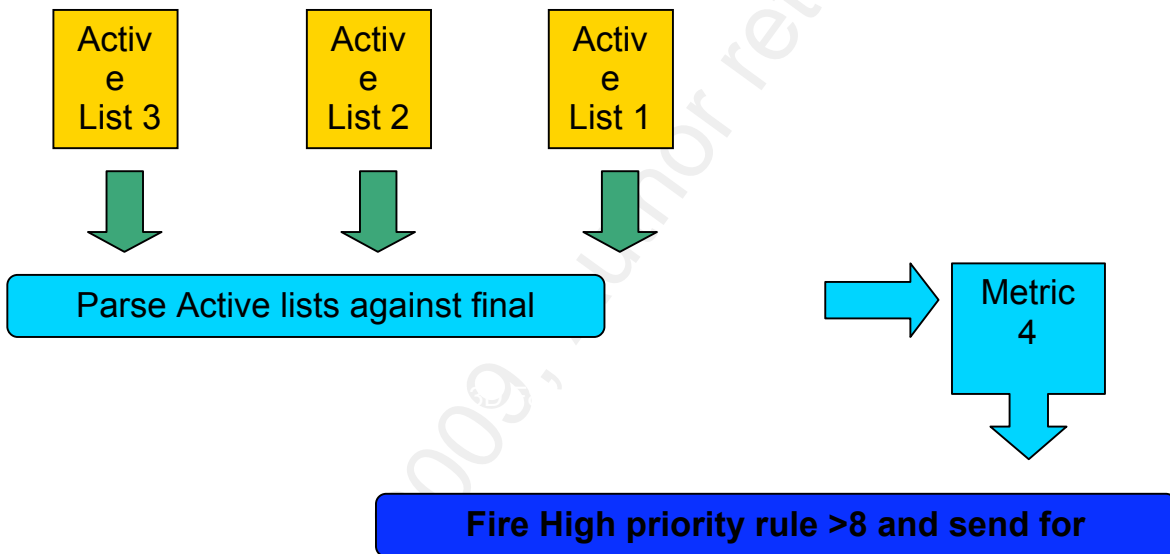 Activ
e
List 3
Activ
e
List 2
Activ
e
List 1
Parse Active lists against final
Metric
4
Fire High priority rule >8 and send for